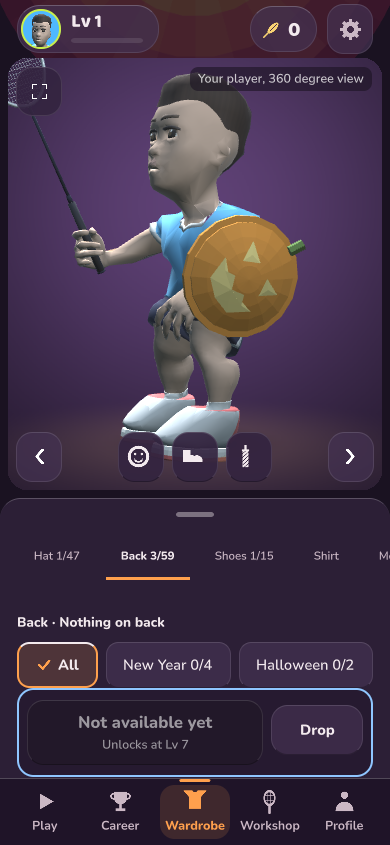 Lv 1
0
Your player, 360 degree view
Hat 1/47
Back 3/59
Shoes 1/15
Shirt
Back · Nothing on back
All
New Year 0/4
Halloween 0/2
Not available yet
Unlocks at Lv 7
Drop
Play
Career
Wardrobe
Workshop
Profile